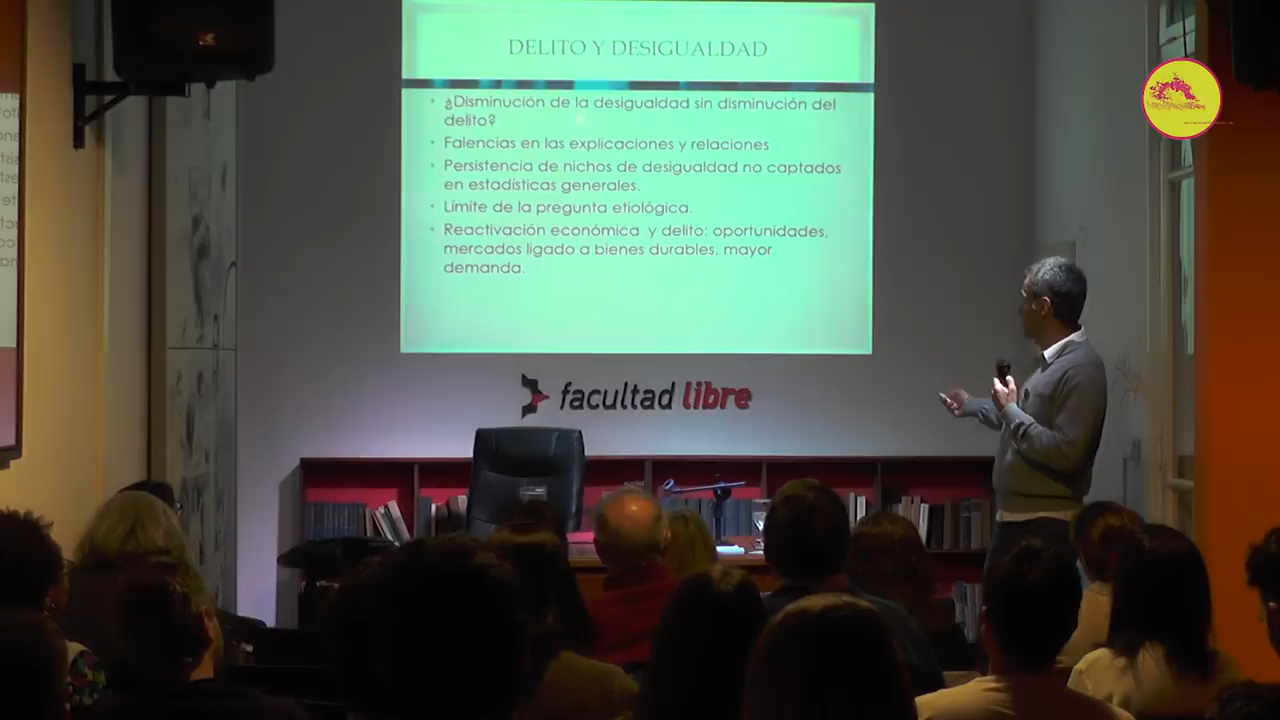 DELITO Y DESIGUALDAD
¿Disminución de la desigualdad sin disminución del
delito?
Falencias en las explicaciones y relaciones
Persistencia de nichos de desigualdad no captados
en estadísticas generales.
Límite de la pregunta etiológica.
Reactivación económica y delito: oportunidades,
mercados ligado a bienes durables, mayor
demanda.
facultad libre